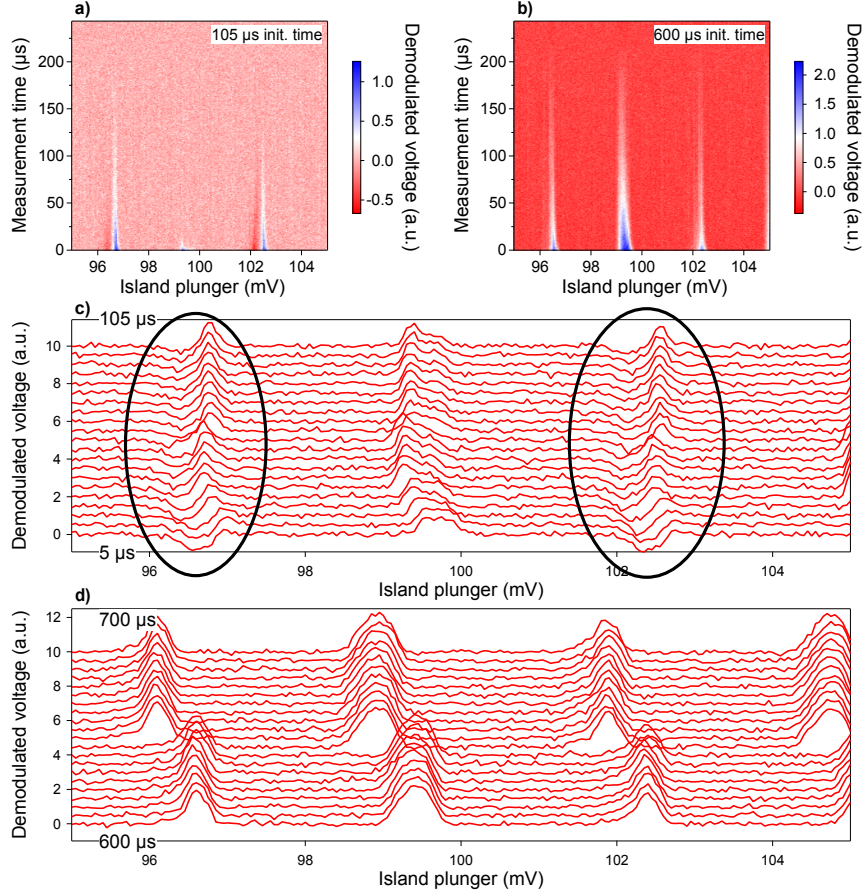 a)
105 µs init. time
Measurement time (µs)
200
150
100
50
0
96 98 100 102 104
Island plunger (mV)
1.0
0.5
0.0
-0.5
Demodulated voltage (a.u.)
b)
600 µs init. time
Measurement time (µs)
200
150
100
50
0
96 98 100 102 104
Island plunger (mV)
2.0
1.5
1.0
0.5
0.0
Demodulated voltage (a.u.)
c)
105 µs
Demodulated voltage (a.u.)
10
8
6
4
2
0
5 µs
96 98 100 102 104
Island plunger (mV)
d)
700 µs
Demodulated voltage (a.u.)
12
10
8
6
4
2
0
600 µs
96 98 100 102 104
Island plunger (mV)